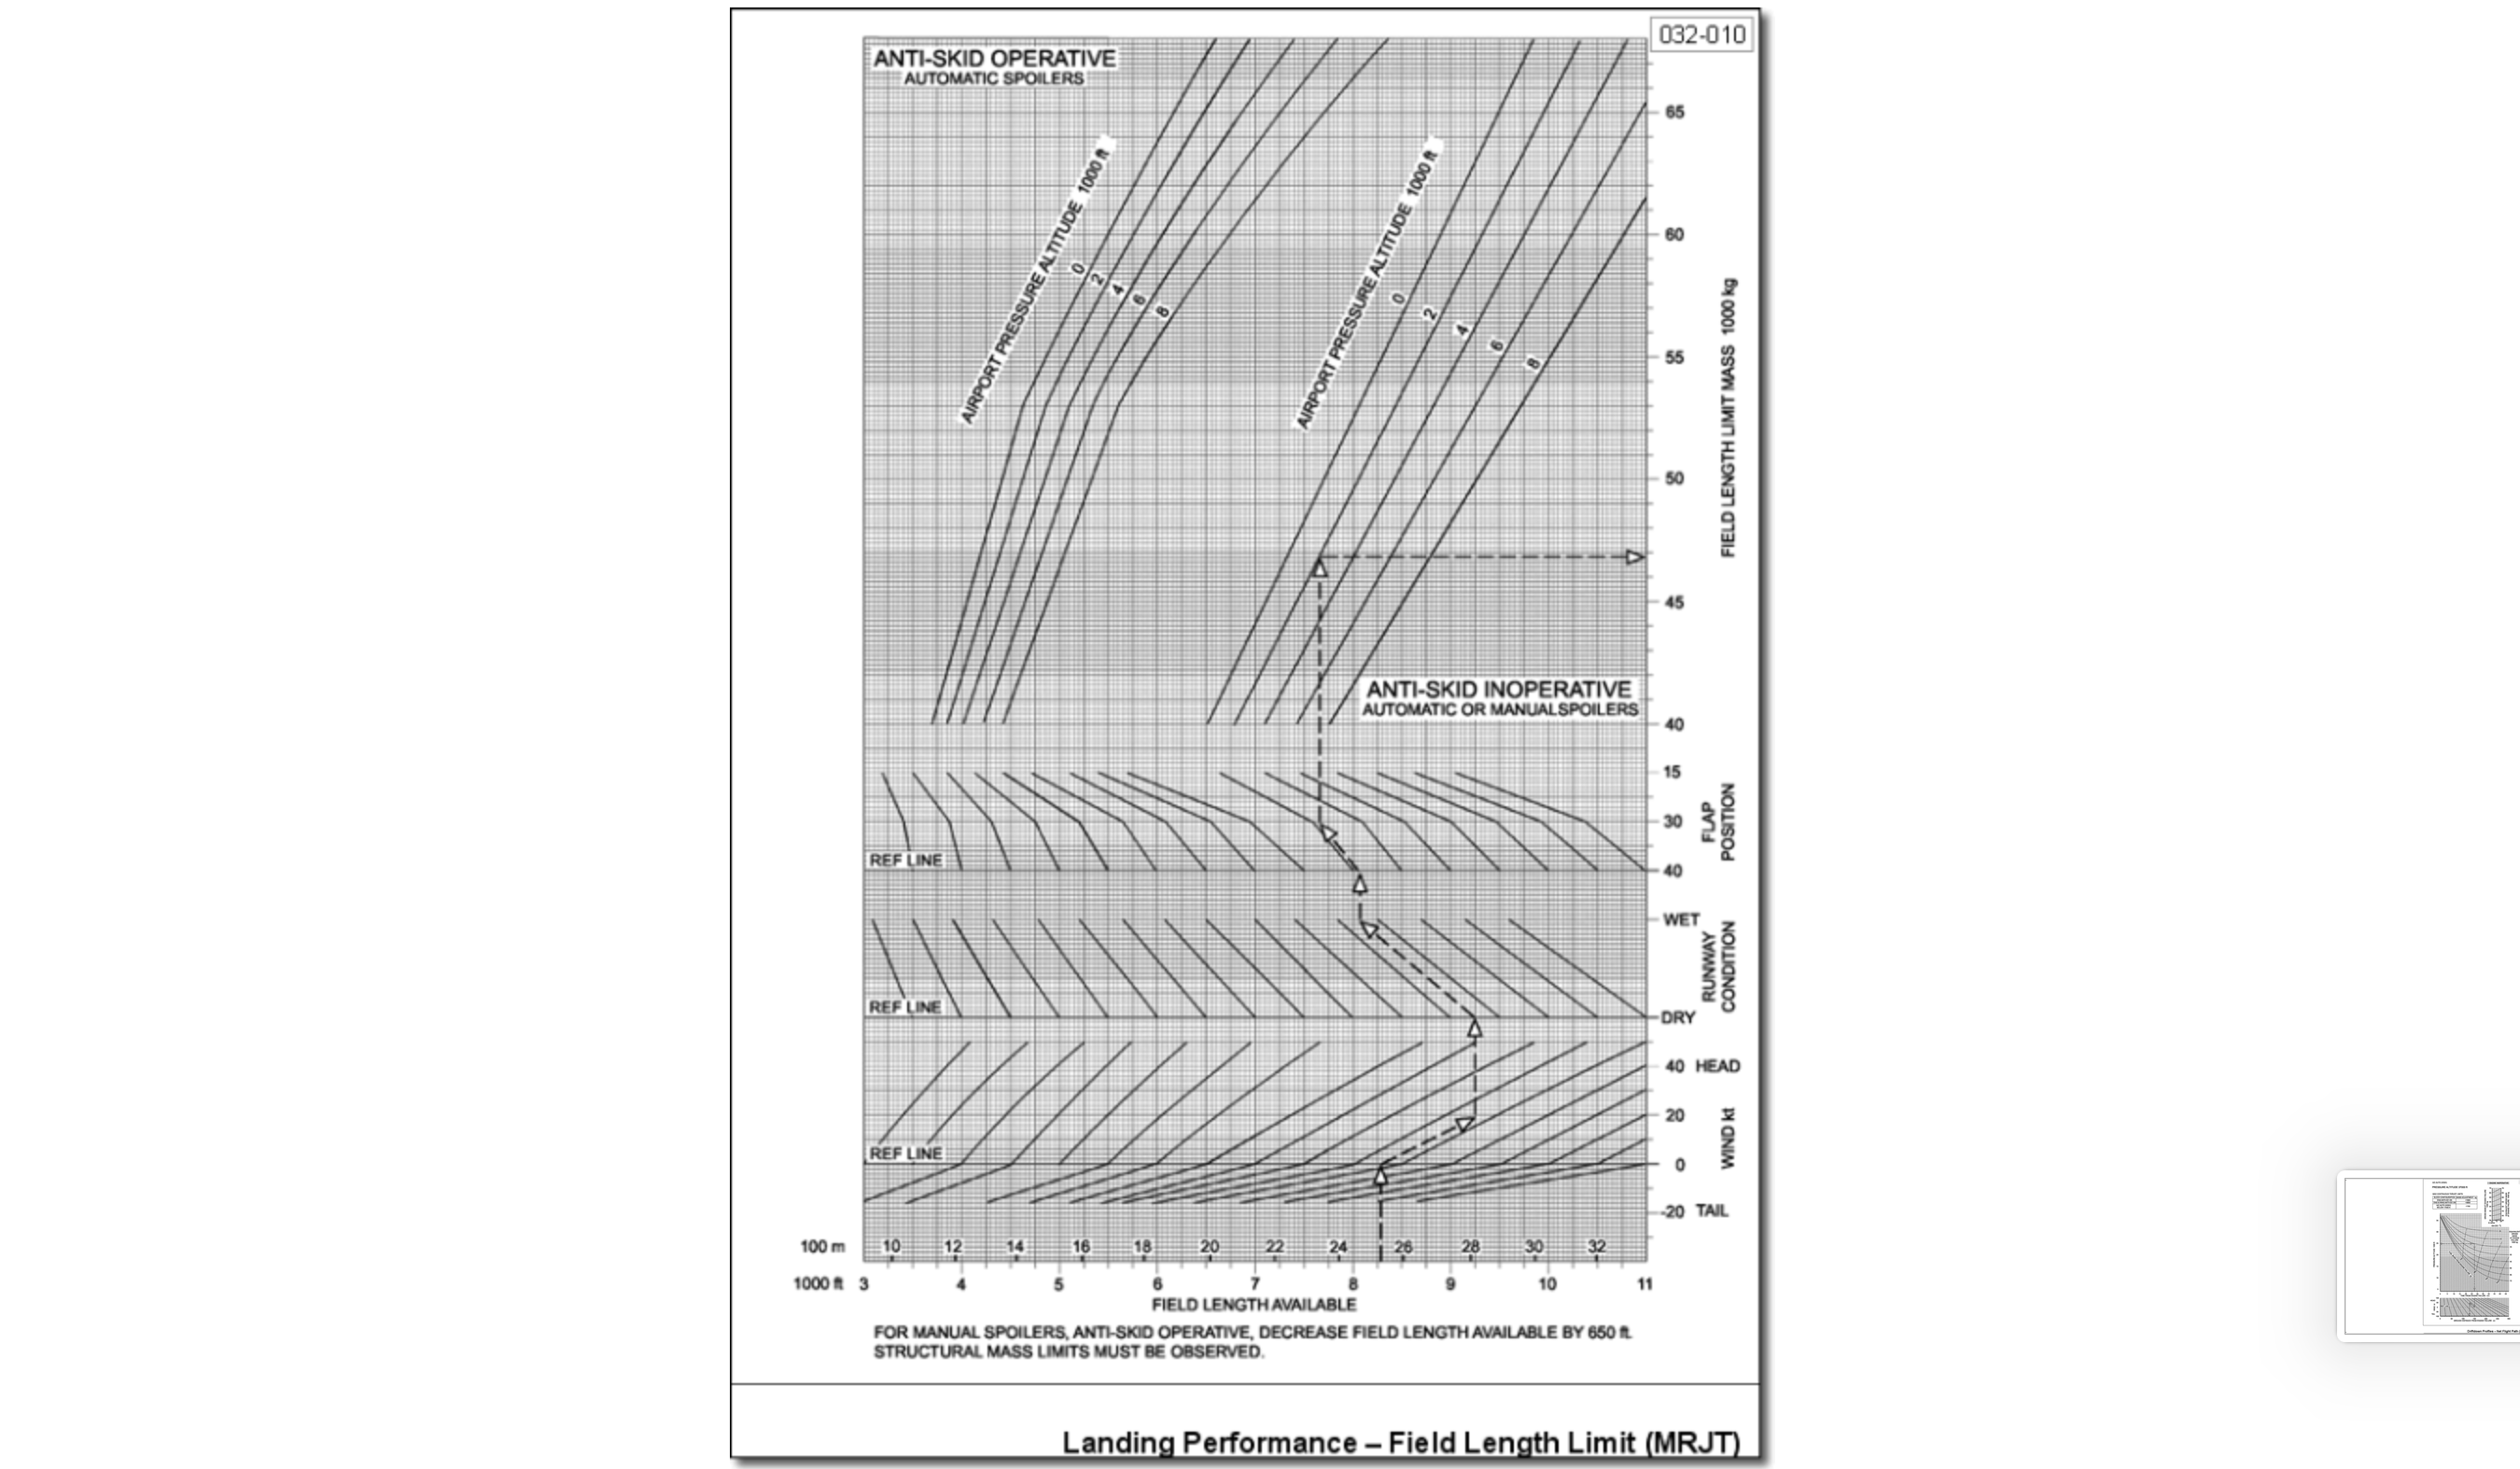 032-010
ANTI-SKID OPERATIVE
AUTOMATIC SPOILERS
AIRPORT PRESSURE ALTITUDE 1000 ft
0
2
4
6
8
AIRPORT PRESSURE ALTITUDE 1000 ft
0
2
4
6
8
65
60
55
50
45
40
FIELD LENGTH LIMIT MASS 1000 kg
ANTI-SKID INOPERATIVE
AUTOMATIC OR MANUALSPOILERS
15
30
40
FLAP
POSITION
REF LINE
WET
DRY
RUNWAY
CONDITION
REF LINE
40 HEAD
20
0
-20 TAIL
WIND kt
REF LINE
100 m 10 12 14 16 18 20 22 24 26 28 30 32
1000 ft 3 4 5 6 7 8 9 10 11
FIELD LENGTH AVAILABLE
FOR MANUAL SPOILERS, ANTI-SKID OPERATIVE, DECREASE FIELD LENGTH AVAILABLE BY 650 ft.
STRUCTURAL MASS LIMITS MUST BE OBSERVED.
Landing Performance – Field Length Limit (MRJT)